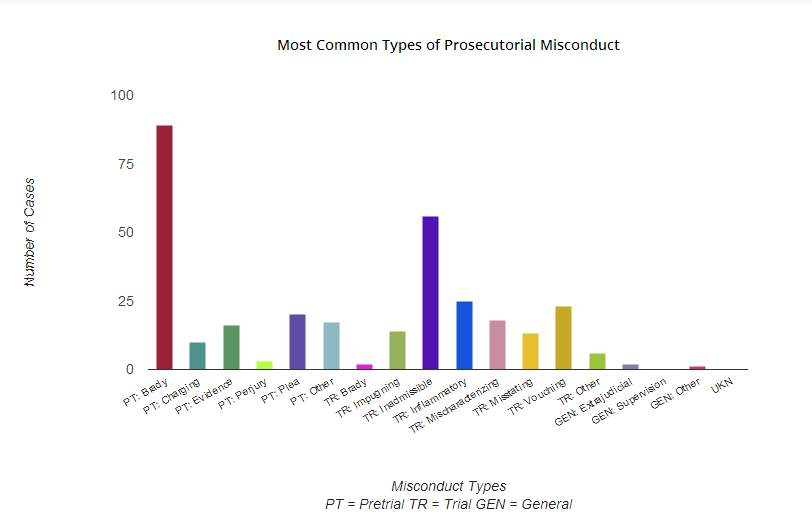 Most Common Types of Prosecutorial Misconduct
100
75
50
25
0
Number of Cases
PT: Brady
PT: Charging
PT: Evidence
PT: Perjury
PT: Plea
PT: Other
TR: Brady
TR: Impugning
TR: Inadmissible
TR: Inflammatory
TR: Mischaracterizing
TR: Misstating
TR: Vouching
TR: Other
GEN: Extrajudicial
GEN: Supervision
GEN: Other
UKN
Misconduct Types
PT = Pretrial TR = Trial GEN = General